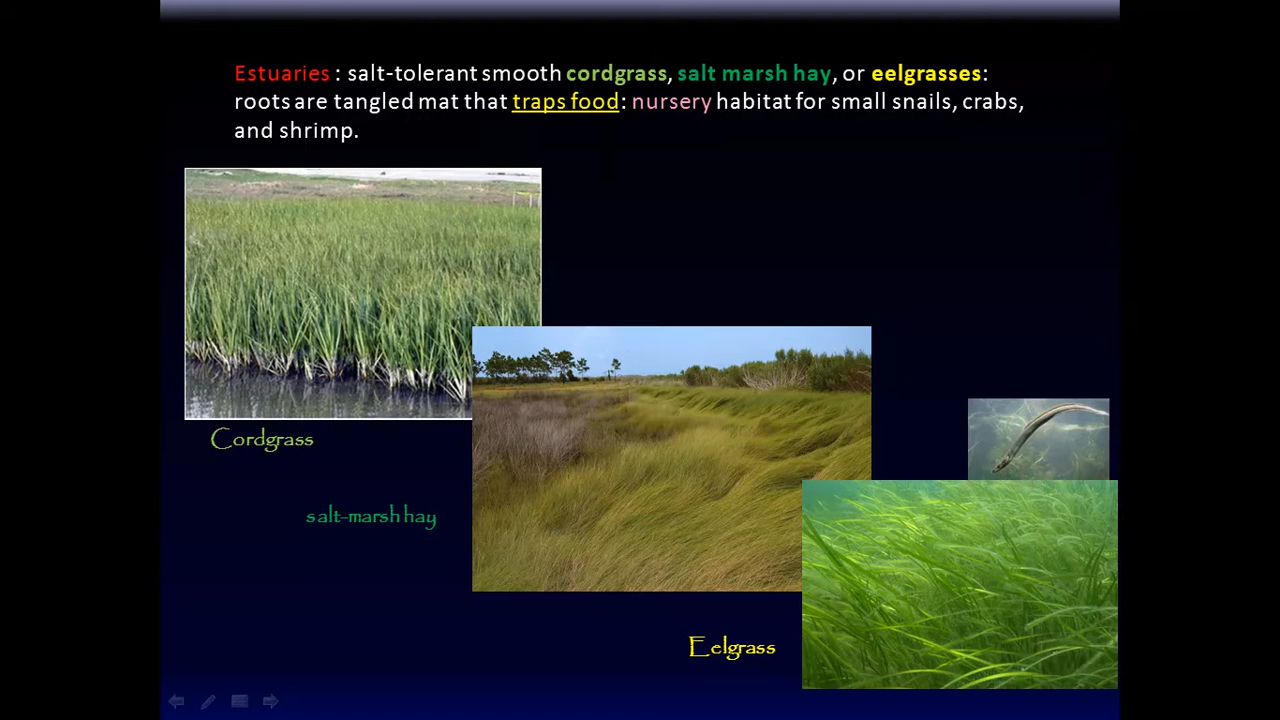 Estuaries : salt-tolerant smooth cordgrass, salt marsh hay, or eelgrasses:
roots are tangled mat that traps food: nursery habitat for small snails, crabs,
and shrimp.
Cordgrass
salt-marsh hay
Eelgrass